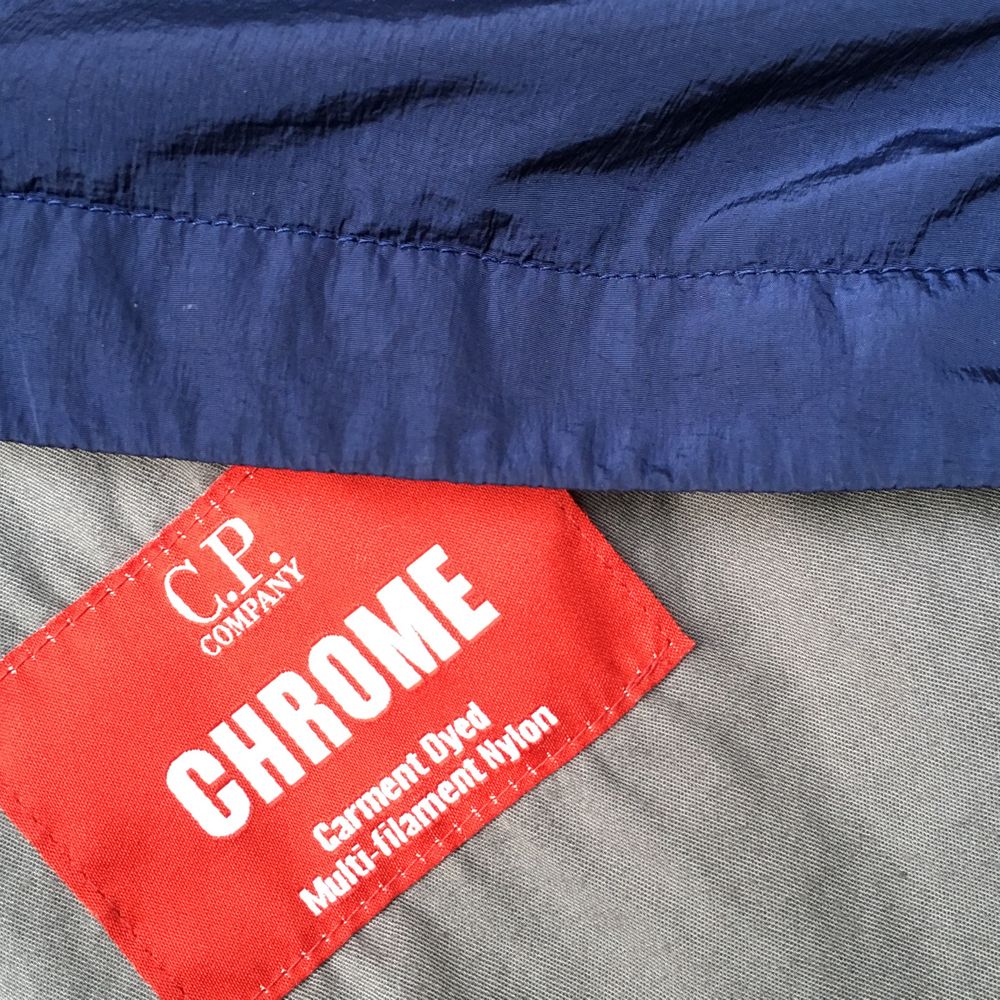 C.P.
COMPANY
CHROME
Garment Dyed
Multi-filament Nylon